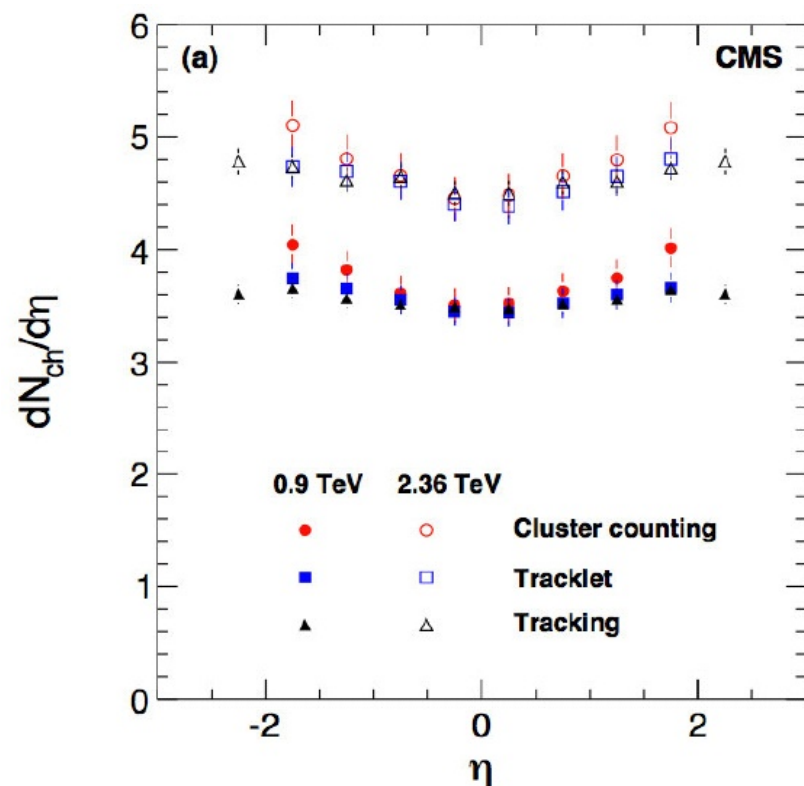 6
(a) CMS
5
4
dN_ch/dη
3
2
0.9 TeV 2.36 TeV
Cluster counting
Tracklet
1
Tracking
0
-2 0 2
η